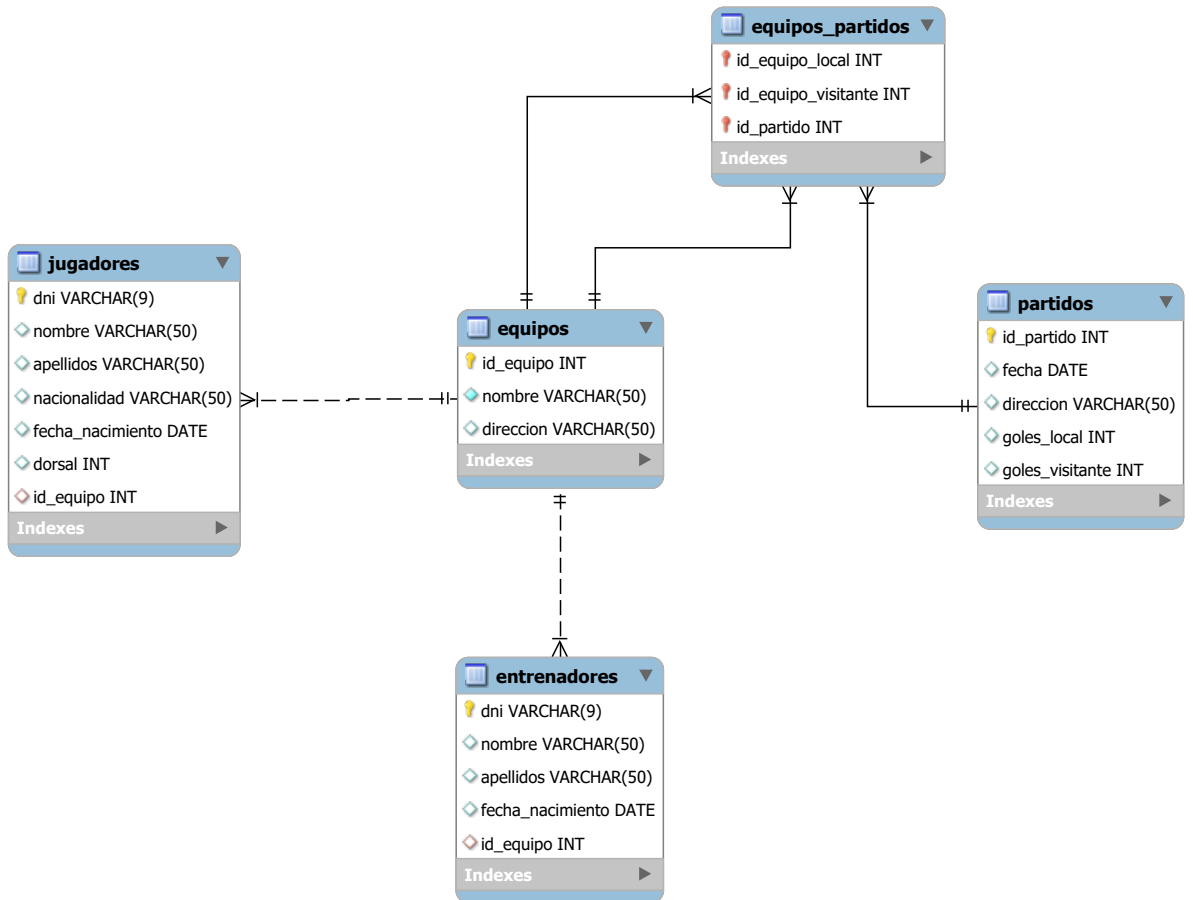 equipos_partidos
id_equipo_local INT
id_equipo_visitante INT
id_partido INT
Indexes
jugadores
dni VARCHAR(9)
nombre VARCHAR(50)
apellidos VARCHAR(50)
nacionalidad VARCHAR(50)
fecha_nacimiento DATE
dorsal INT
id_equipo INT
Indexes
equipos
id_equipo INT
nombre VARCHAR(50)
direccion VARCHAR(50)
Indexes
partidos
id_partido INT
fecha DATE
direccion VARCHAR(50)
goles_local INT
goles_visitante INT
Indexes
entrenadores
dni VARCHAR(9)
nombre VARCHAR(50)
apellidos VARCHAR(50)
fecha_nacimiento DATE
id_equipo INT
Indexes